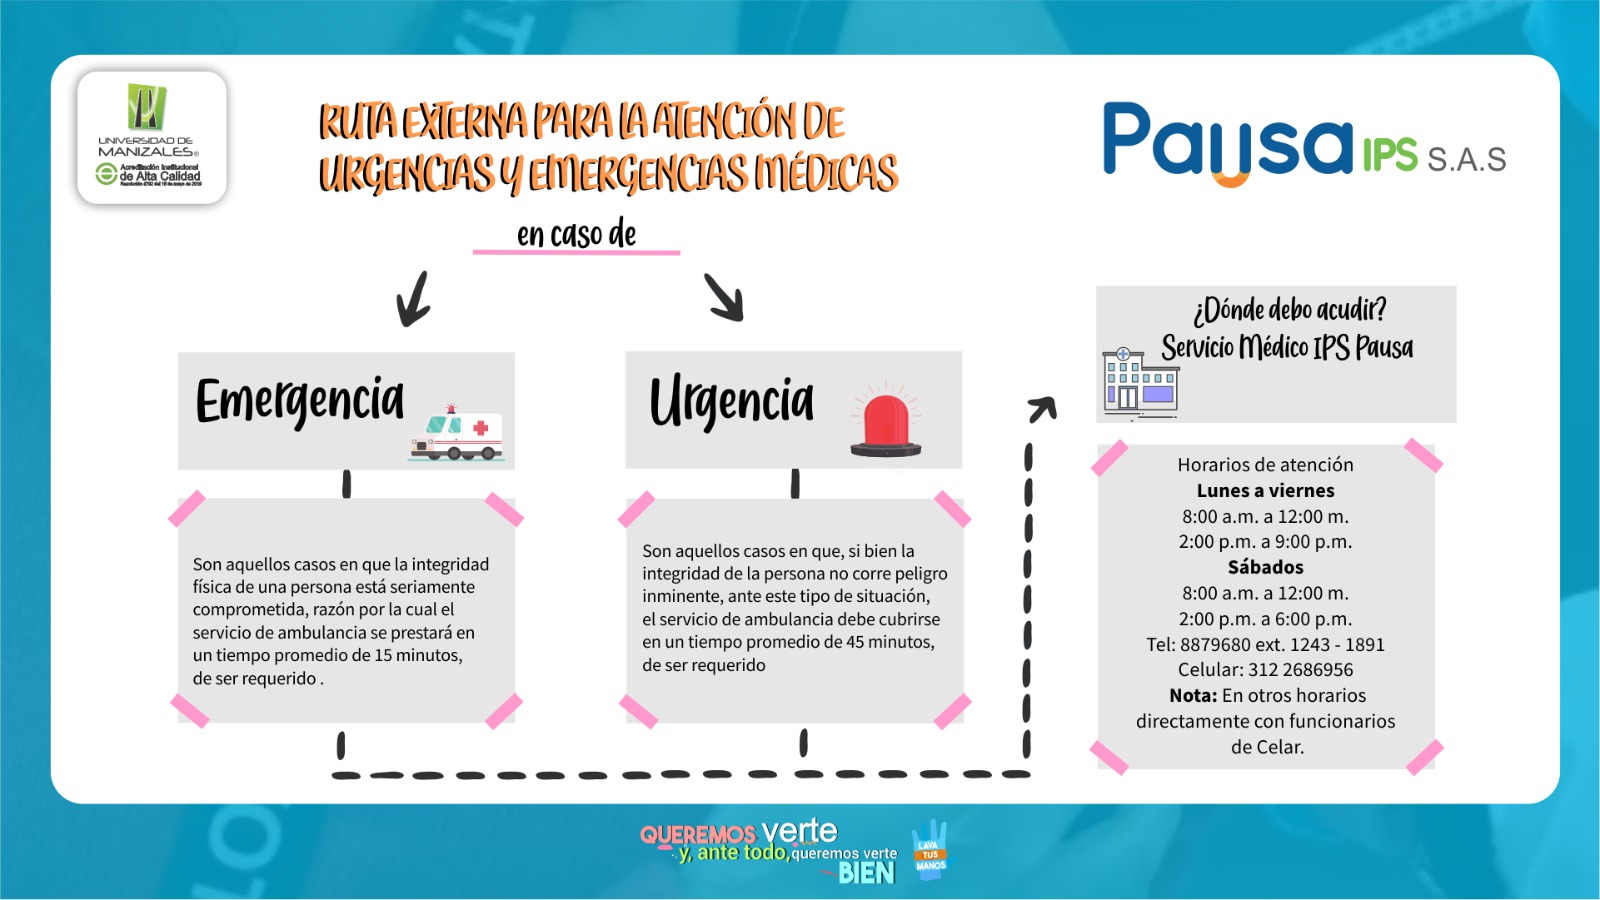 UNIVERSIDAD DE
MANIZALES®
Acreditación Institucional
de Alta Calidad
RUTA EXTERNA PARA LA ATENCIÓN DE
URGENCIAS Y EMERGENCIAS MÉDICAS
en caso de
Pausa IPS S.A.S
Emergencia
Son aquellos casos en que la integridad
física de una persona está seriamente
comprometida, razón por la cual el
servicio de ambulancia se prestará en
un tiempo promedio de 15 minutos,
de ser requerido .
Urgencia
Son aquellos casos en que, si bien la
integridad de la persona no corre peligro
inminente, ante este tipo de situación,
el servicio de ambulancia debe cubrirse
en un tiempo promedio de 45 minutos,
de ser requerido
¿Dónde debo acudir?
Servicio Médico IPS Pausa
Horarios de atención
Lunes a viernes
8:00 a.m. a 12:00 m.
2:00 p.m. a 9:00 p.m.
Sábados
8:00 a.m. a 12:00 m.
2:00 p.m. a 6:00 p.m.
Tel: 8879680 ext. 1243 - 1891
Celular: 312 2686956
Nota: En otros horarios
directamente con funcionarios
de Celar.
QUEREMOS verte
y, ante todo, queremos verte
BIEN
LAVA
TUS
MANOS